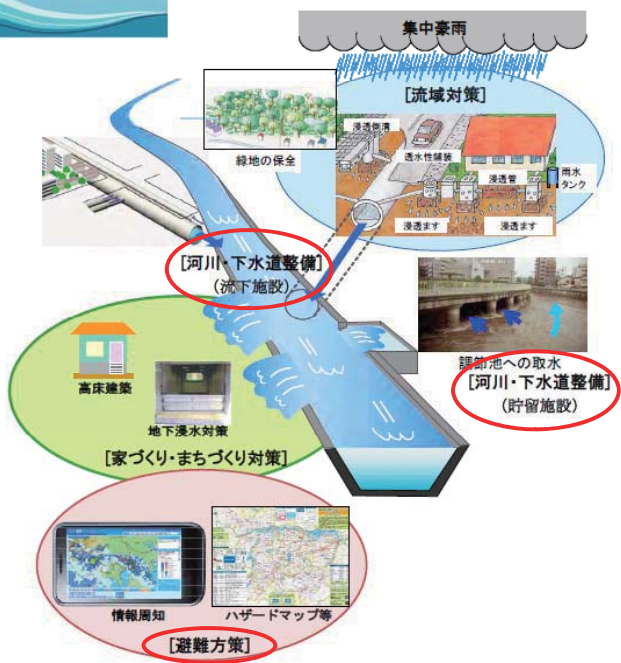 集中豪雨
[流域対策]
緑地の保全
浸透側溝
透水性舗装
浸透管
雨水
タンク
浸透ます
浸透ます
[河川・下水道整備]
(流下施設)
調節池への取水
[河川・下水道整備]
(貯留施設)
高床建築
地下浸水対策
[家づくり・まちづくり対策]
情報周知
ハザードマップ等
[避難方策]